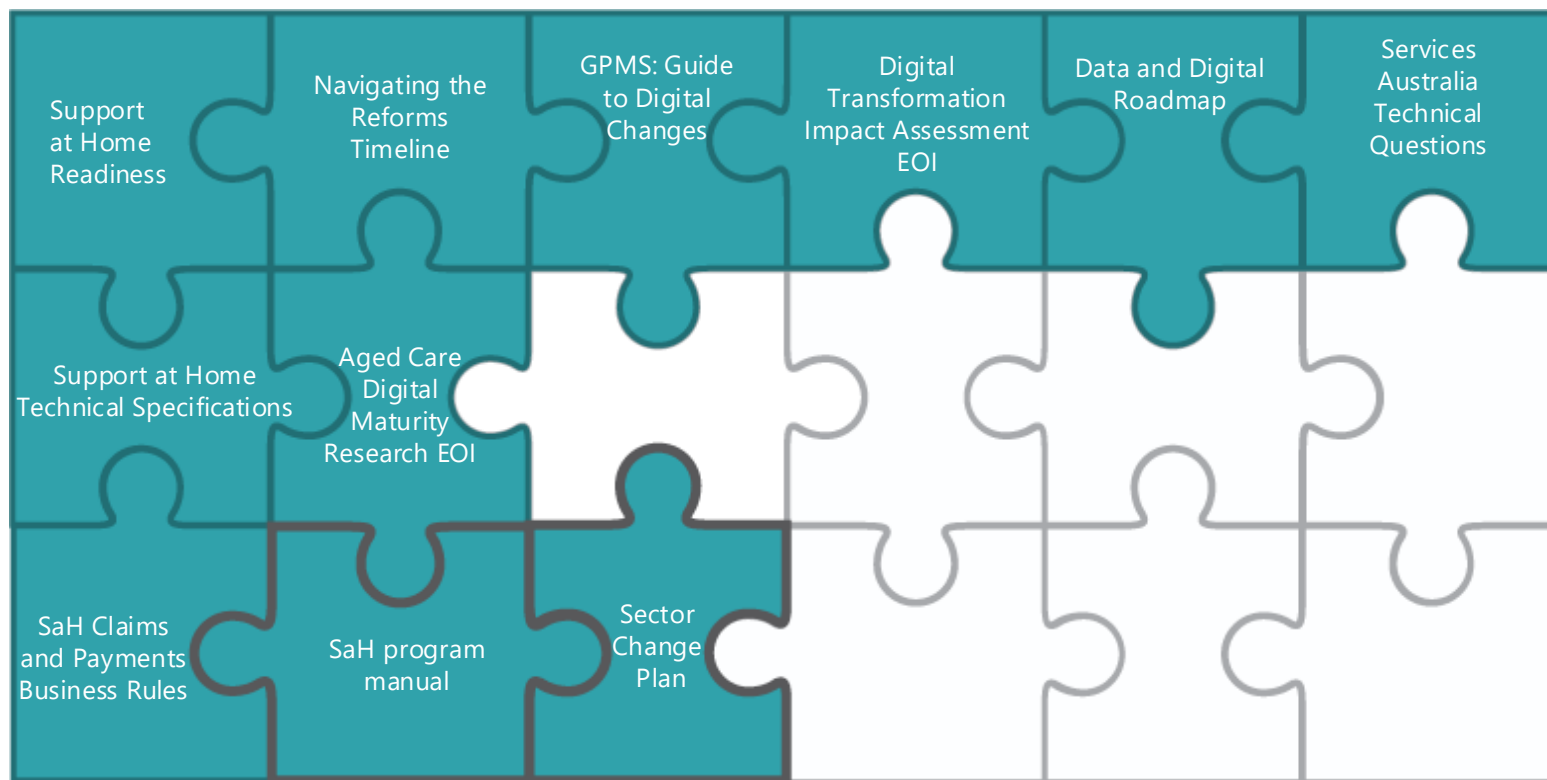 Support
at Home
Readiness
Navigating the
Reforms
Timeline
GPMS: Guide
to Digital
Changes
Digital
Transformation
Impact Assessment
EOI
Data and Digital
Roadmap
Services
Australia
Technical
Questions
Support at Home
Technical Specifications
Aged Care
Digital
Maturity
Research EOI
SaH Claims
and Payments
Business Rules
SaH program
manual
Sector
Change
Plan